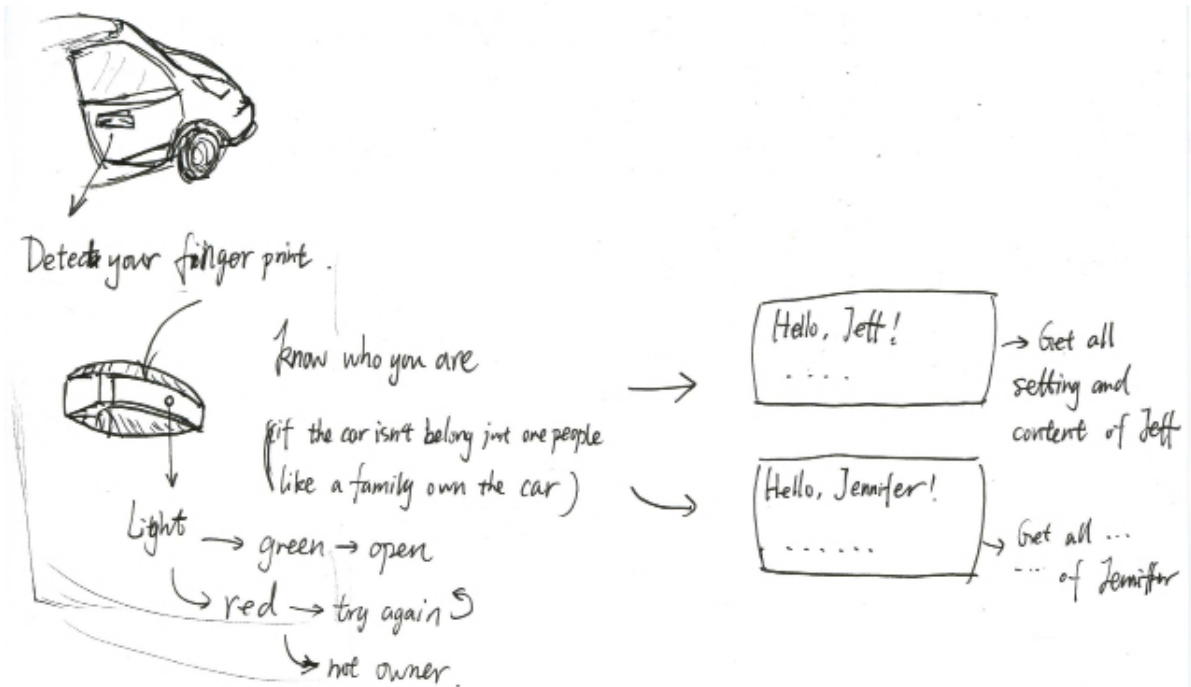 Detect your finger print.
know who you are
(if the car isn't belong just one people
like a family own the car)
Light
→ green → open
→ red → try again
→ not owner.
Hello, Jeff!
....
→ Get all
setting and
content of Jeff
Hello, Jennifer!
......
→ Get all ...
... of Jennifer